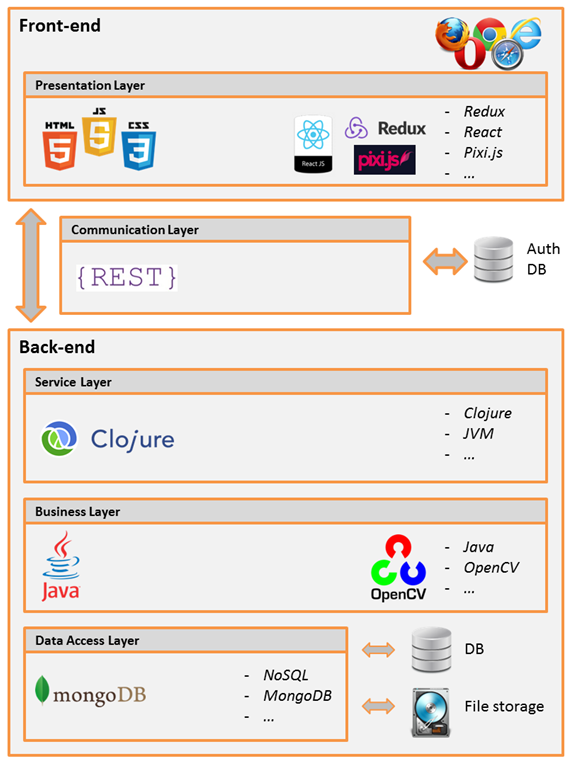 Front-end
Presentation Layer
HTML
5
JS
5
CSS
3
React JS
Redux
pixi.js
- Redux
- React
- Pixi.js
- ...
Communication Layer
{REST}
Auth
DB
Back-end
Service Layer
Clojure
- Clojure
- JVM
- ...
Business Layer
Java
OpenCV
- Java
- OpenCV
- ...
Data Access Layer
mongoDB
- NoSQL
- MongoDB
- ...
DB
File storage